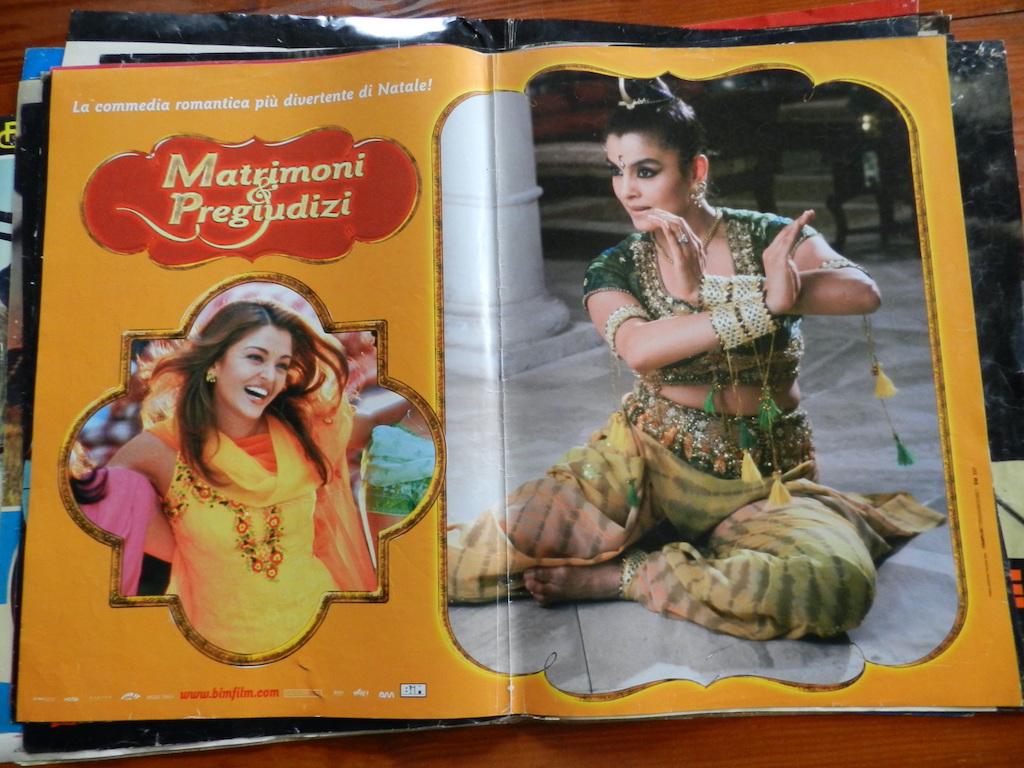 La commedia romantica più divertente di Natale!
Matrimoni
&
Pregiudizi
www.bimfilm.com